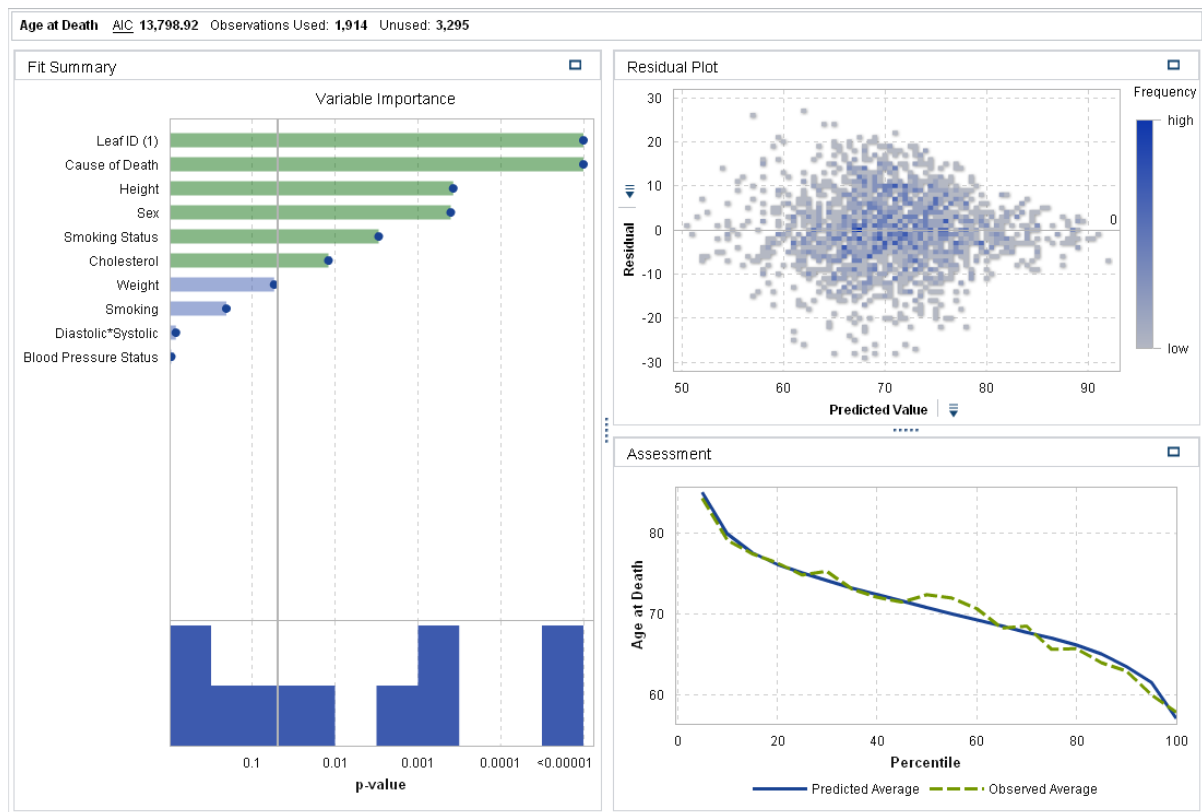 Age at Death AIC 13,798.92 Observations Used: 1,914 Unused: 3,295
Fit Summary
Variable Importance
Leaf ID (1)
Cause of Death
Height
Sex
Smoking Status
Cholesterol
Weight
Smoking
Diastolic*Systolic
Blood Pressure Status
0.1 0.01 0.001 0.0001 <0.00001
p-value
Residual Plot
Frequency
high
low
30
20
10
0
-10
-20
-30
0
Residual
50 60 70 80 90
Predicted Value
Assessment
80
70
60
Age at Death
0 20 40 60 80 100
Percentile
Predicted Average Observed Average